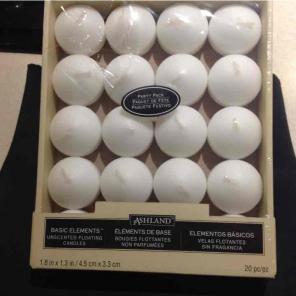 PARTY PACK
PAQUET DE FÊTE
PAQUETE FESTIVO
ASHLAND
BASIC ELEMENTS™
UNSCENTED FLOATING
CANDLES
ÉLÉMENTS DE BASE
BOUGIES FLOTTANTES
NON PARFUMÉES
ELEMENTOS BÁSICOS
VELAS FLOTANTES
SIN FRAGANCIA
1.8 in x 1.3 in / 4.5 cm x 3.3 cm
20 pc/pz